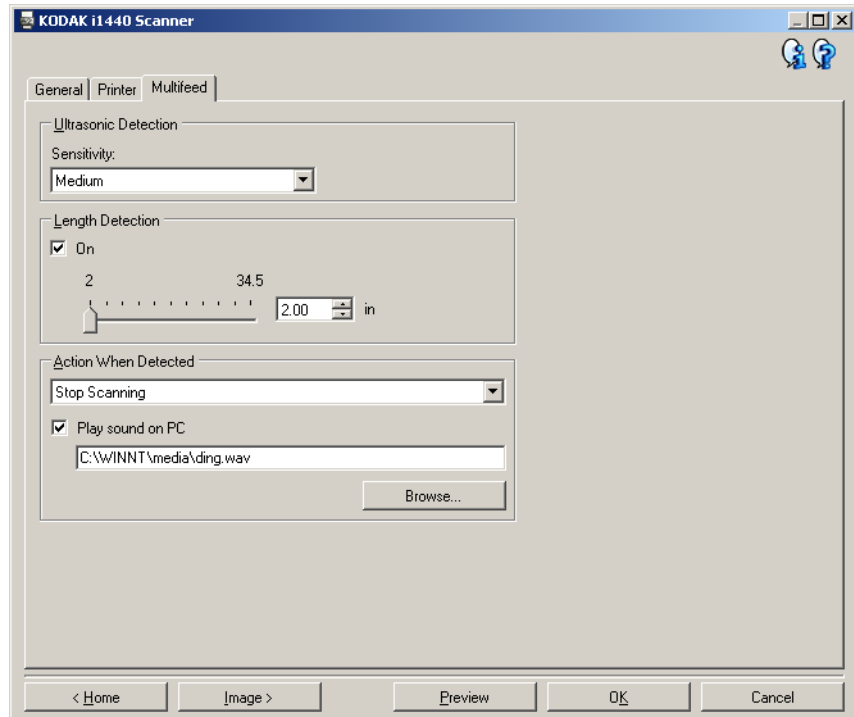 KODAK i1440 Scanner
General Printer Multifeed
Ultrasonic Detection
Sensitivity:
Medium
Length Detection
On
2 34.5
2.00 in
Action When Detected
Stop Scanning
Play sound on PC
C:\WINNT\media\ding.wav
Browse...
< Home Image > Preview OK Cancel